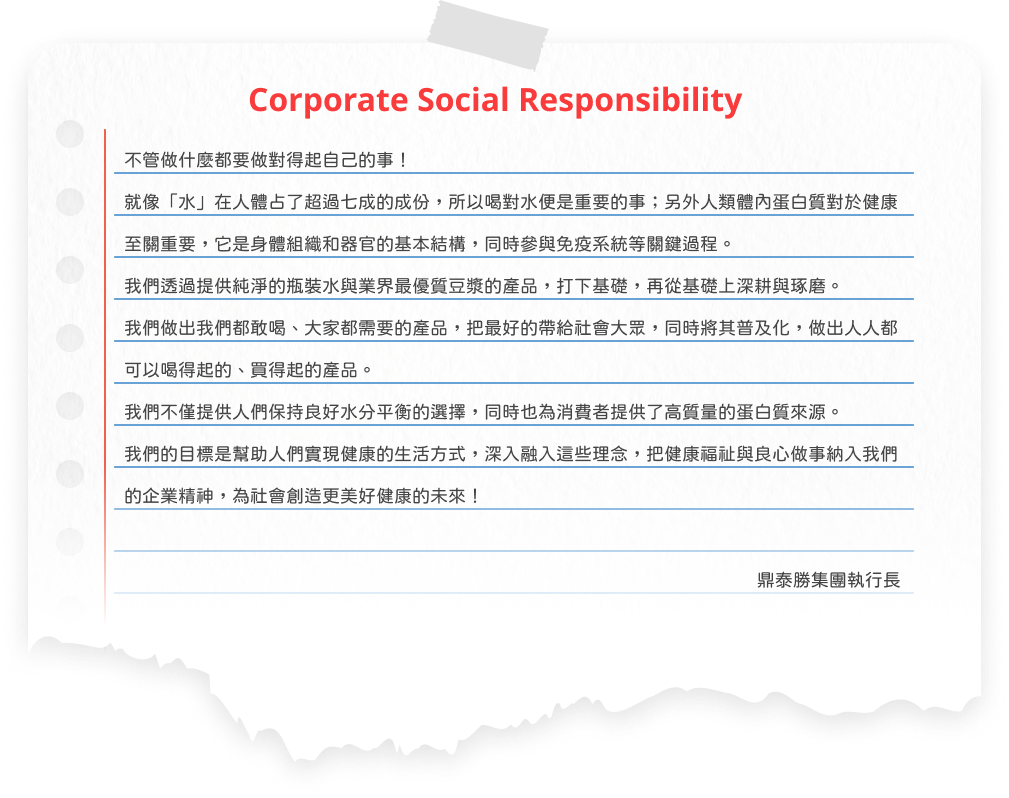 Corporate Social Responsibility
不管做什麼都要做對得起自己的事！
就像「水」在人體占了超過七成的成份，所以喝對水便是重要的事；另外人類體內蛋白質對於健康
至關重要，它是身體組織和器官的基本結構，同時參與免疫系統等關鍵過程。
我們透過提供純淨的瓶裝水與業界最優質豆漿的產品，打下基礎，再從基礎上深耕與琢磨。
我們做出我們都敢喝、大家都需要的產品，把最好的帶給社會大眾，同時將其普及化，做出人人都
可以喝得起的、買得起的產品。
我們不僅提供人們保持良好水分平衡的選擇，同時也為消費者提供了高質量的蛋白質來源。
我們的目標是幫助人們實現健康的生活方式，深入融入這些理念，把健康福祉與良心做事納入我們
的企業精神，為社會創造更美好健康的未來！
鼎泰勝集團執行長